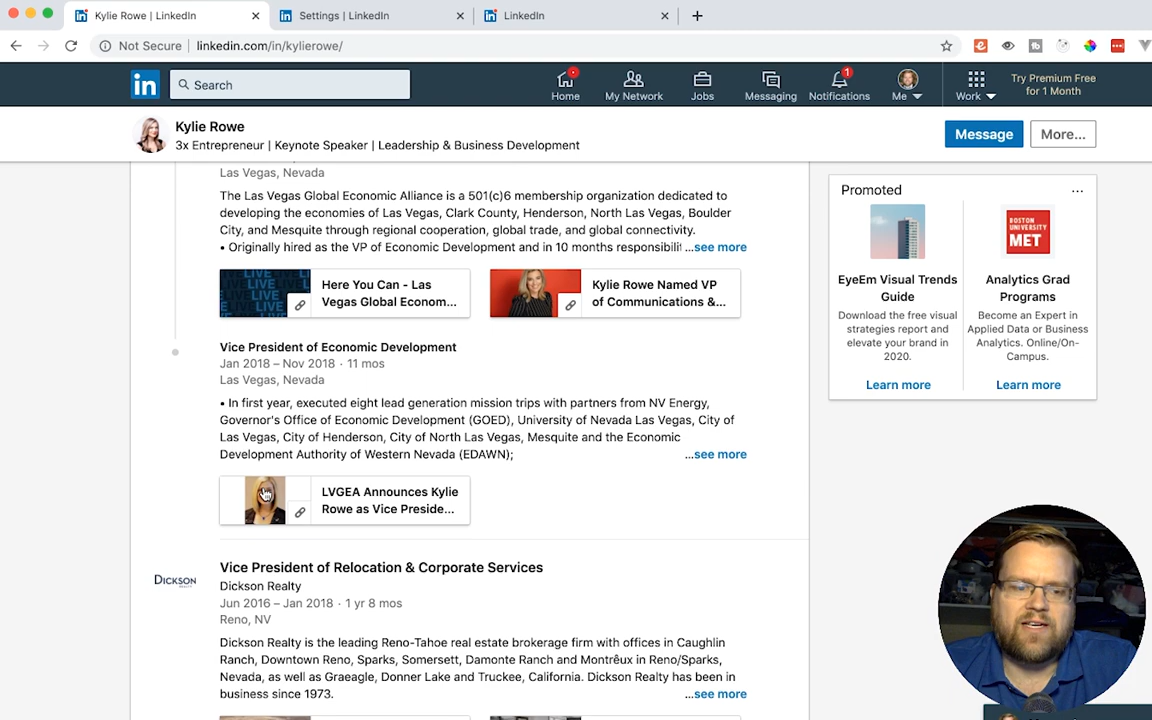 Kylie Rowe | LinkedIn
Settings | LinkedIn
LinkedIn
Not Secure
linkedin.com/in/kylierowe/
in
Search
Home
My Network
Jobs
Messaging
1
Notifications
Me
Work
Try Premium Free
for 1 Month
Kylie Rowe
3x Entrepreneur | Keynote Speaker | Leadership & Business Development
Message
More...
Las Vegas, Nevada
The Las Vegas Global Economic Alliance is a 501(c)6 membership organization dedicated to
developing the economies of Las Vegas, Clark County, Henderson, North Las Vegas, Boulder
City, and Mesquite through regional cooperation, global trade, and global connectivity.
• Originally hired as the VP of Economic Development and in 10 months responsibilit ...see more
LIVE
Here You Can - Las
Vegas Global Econom...
Kylie Rowe Named VP
of Communications &...
Vice President of Economic Development
Jan 2018 – Nov 2018 · 11 mos
Las Vegas, Nevada
• In first year, executed eight lead generation mission trips with partners from NV Energy,
Governor's Office of Economic Development (GOED), University of Nevada Las Vegas, City of
Las Vegas, City of Henderson, City of North Las Vegas, Mesquite and the Economic
Development Authority of Western Nevada (EDAWN); ...see more
LVGEA Announces Kylie
Rowe as Vice Preside...
DICKSON
REALTY
Vice President of Relocation & Corporate Services
Dickson Realty
Jun 2016 – Jan 2018 · 1 yr 8 mos
Reno, NV
Dickson Realty is the leading Reno-Tahoe real estate brokerage firm with offices in Caughlin
Ranch, Downtown Reno, Sparks, Somersett, Damonte Ranch and Montrêux in Reno/Sparks,
Nevada, as well as Graeagle, Donner Lake and Truckee, California. Dickson Realty has been in
business since 1973. ...see more
Promoted
...
EyeEm Visual Trends
Guide
Download the free visual
strategies report and
elevate your brand in
2020.
Learn more
BOSTON
UNIVERSITY
MET
Analytics Grad
Programs
Become an Expert in
Applied Data or Business
Analytics. Online/On-
Campus.
Learn more